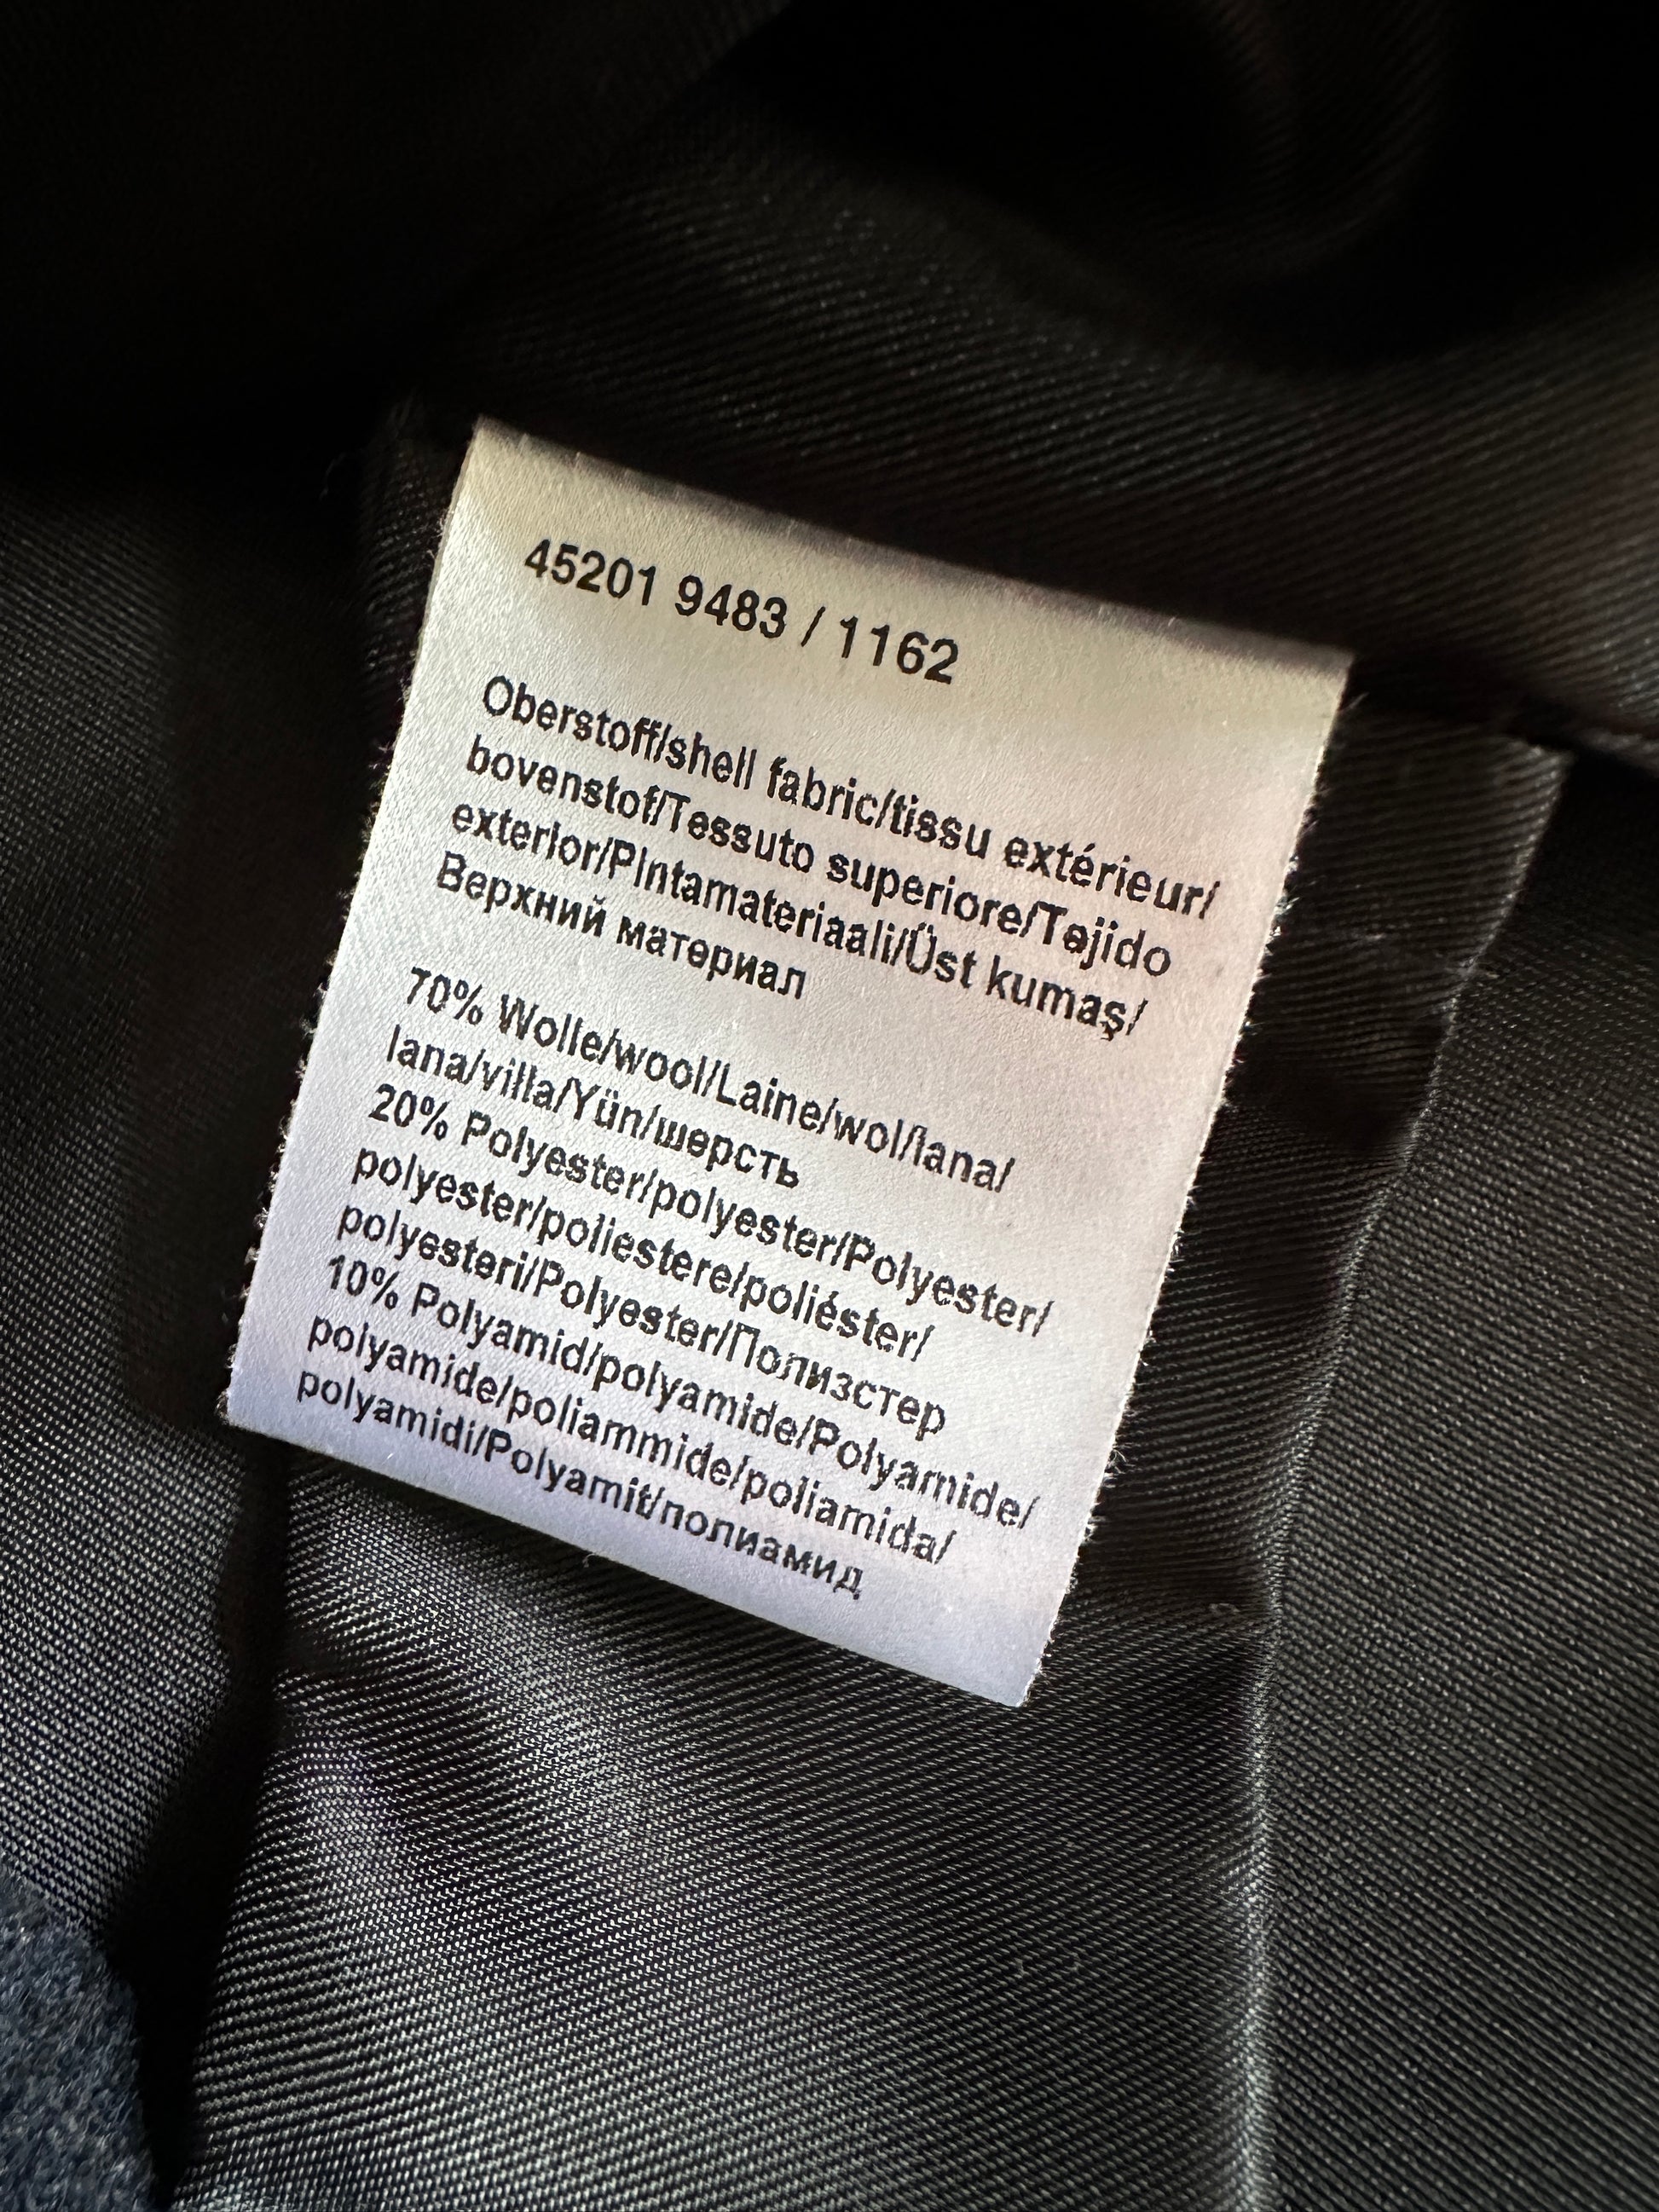 45201 9483 / 1162
Oberstoff/shell fabric/tissu extérieur/
bovenstof/Tessuto superiore/Tejido
exterior/Pintamateriaali/Üst kumaş/
Верхний материал
70% Wolle/wool/Laine/wol/lana/
lana/villa/Yün/шерсть
20% Polyester/polyester/Polyester/
polyester/poliestere/poliéster/
polyesteri/Polyester/Полизстер
10% Polyamid/polyamide/Polyamide/
polyamide/poliammide/poliamida/
polyamidi/Polyamit/полиамид